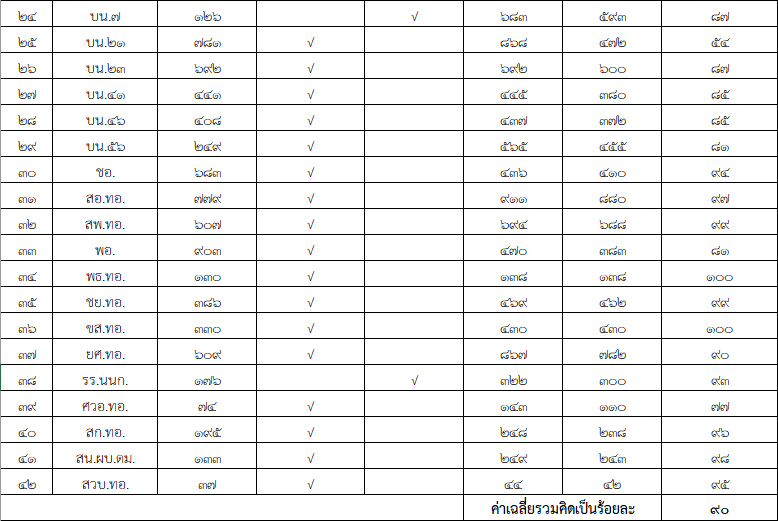 ๒๔ บน.๗ ๑๒๖ √ ๖๘๓ ๕๙๓ ๘๗
๒๕ บน.๒๑ ๗๘๑ √ ๘๖๘ ๔๗๒ ๕๔
๒๖ บน.๒๓ ๖๙๒ √ ๖๙๒ ๖๐๐ ๘๗
๒๗ บน.๔๑ ๔๔๑ √ ๔๔๕ ๓๘๐ ๘๕
๒๘ บน.๔๖ ๔๐๘ √ ๔๓๗ ๓๗๒ ๘๕
๒๙ บน.๕๖ ๒๔๙ √ ๕๖๕ ๔๕๕ ๘๑
๓๐ ชอ. ๖๘๓ √ ๔๓๖ ๔๑๐ ๙๔
๓๑ สอ.ทอ. ๗๗๙ √ ๙๑๑ ๘๘๐ ๙๗
๓๒ สพ.ทอ. ๖๐๗ √ ๖๙๔ ๖๘๘ ๙๙
๓๓ พอ. ๙๐๓ √ ๔๗๐ ๓๘๓ ๘๑
๓๔ พธ.ทอ. ๑๓๐ √ ๑๓๘ ๑๓๘ ๑๐๐
๓๕ ชย.ทอ. ๓๘๖ √ ๔๖๙ ๔๖๒ ๙๙
๓๖ ขส.ทอ. ๓๓๐ √ ๔๓๐ ๔๓๐ ๑๐๐
๓๗ ยศ.ทอ. ๖๐๙ √ ๘๖๗ ๗๘๒ ๙๐
๓๘ รร.นนก. ๑๗๖ √ ๓๒๒ ๓๐๐ ๙๓
๓๙ ศวอ.ทอ. ๗๔ √ ๑๔๓ ๑๑๐ ๗๗
๔๐ สก.ทอ. ๑๙๕ √ ๒๔๘ ๒๓๘ ๙๖
๔๑ สน.ผบ.ดม. ๑๓๓ √ ๒๔๙ ๒๔๓ ๙๘
๔๒ สวบ.ทอ. ๓๗ √ ๔๔ ๔๒ ๙๕
ค่าเฉลี่ยรวมคิดเป็นร้อยละ ๙๐